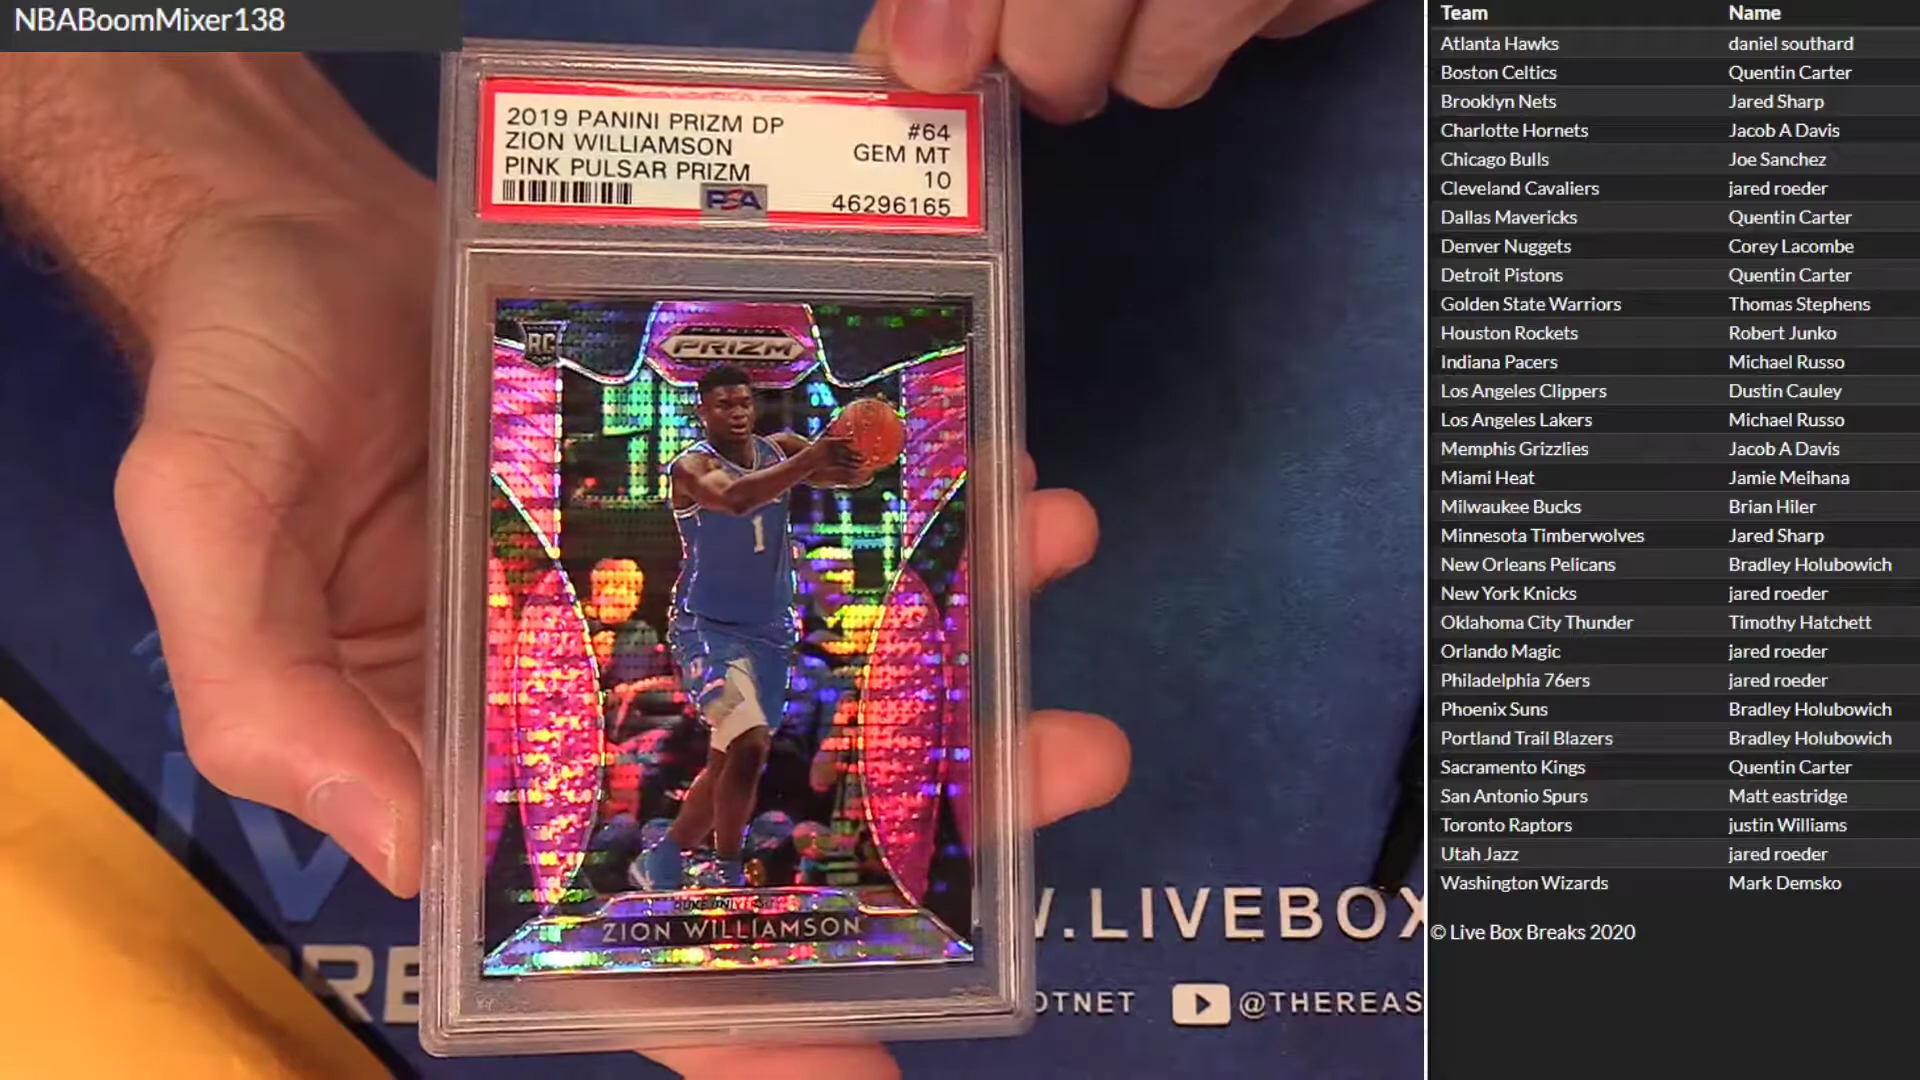 NBABoomMixer138
2019 PANINI PRIZM DP
#64
ZION WILLIAMSON
GEM MT
PINK PULSAR PRIZM
10
PSA
46296165
RC
PANINI
PRIZM
1
DUKE UNIVERSITY
ZION WILLIAMSON
.LIVEBOX
RE
OTNET
@THEREAS
Team Name
Atlanta Hawks daniel southard
Boston Celtics Quentin Carter
Brooklyn Nets Jared Sharp
Charlotte Hornets Jacob A Davis
Chicago Bulls Joe Sanchez
Cleveland Cavaliers jared roeder
Dallas Mavericks Quentin Carter
Denver Nuggets Corey Lacombe
Detroit Pistons Quentin Carter
Golden State Warriors Thomas Stephens
Houston Rockets Robert Junko
Indiana Pacers Michael Russo
Los Angeles Clippers Dustin Cauley
Los Angeles Lakers Michael Russo
Memphis Grizzlies Jacob A Davis
Miami Heat Jamie Meihana
Milwaukee Bucks Brian Hiler
Minnesota Timberwolves Jared Sharp
New Orleans Pelicans Bradley Holubowich
New York Knicks jared roeder
Oklahoma City Thunder Timothy Hatchett
Orlando Magic jared roeder
Philadelphia 76ers jared roeder
Phoenix Suns Bradley Holubowich
Portland Trail Blazers Bradley Holubowich
Sacramento Kings Quentin Carter
San Antonio Spurs Matt eastridge
Toronto Raptors justin Williams
Utah Jazz jared roeder
Washington Wizards Mark Demsko
© Live Box Breaks 2020